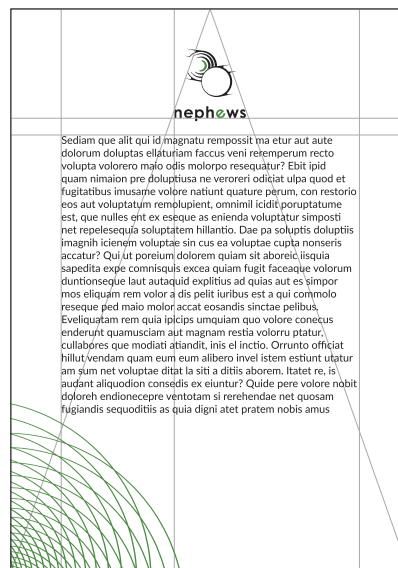 nephews
Sediam que alit qui id magnatu rempossit ma etur aut aute
dolorum doluptas ellaturiam faccus veni reremperum recto
volupta volorero maio odis molorpo resequatur? Ebit ipid
quam nimaion pre doluptiusa ne veroreri odiciat ulpa quod et
fugitatibus imusame volore natiunt quature perum, con restorio
eos aut voluptatum remolupient, omnimil icidit poruptatume
est, que nulles ent ex eseque as enienda voluptatur simposti
net repelesequia soluptatem hillantio. Dae pa soluptis doluptiis
imagnih icienem voluptae sin cus ea voluptae cupta nonseris
accatur? Qui ut poreium dolorem quiam sit aboreic iisquia
sapedita expe comnisquis excea quiam fugit faceaque volorum
duntionseque laut autaquid explitius ad quias aut es simpor
mos eliquam rem volor a dis pelit iuribus est a qui commolo
reseque ped maio molor accat eosandis sinctae pelibus.
Eveliquatam rem quia ipicips umquiam quo volore conecus
enderunt quamusciam aut magnam restia volorru ptatur,
cullabores que modiati atiandit, inis el inctio. Orrunto officiat
hillut vendam quam eum eum alibero invel istem estiunt utatur
am sum net voluptae ditat la siti a ditiis aborem. Itatet re, is
audant aliquodion consedis ex eiuntur? Quide pere volore nobit
doloreh endionecepre ventotam si rerehendae net quosam
fugiandis sequoditiis as quia digni atet pratem nobis amus